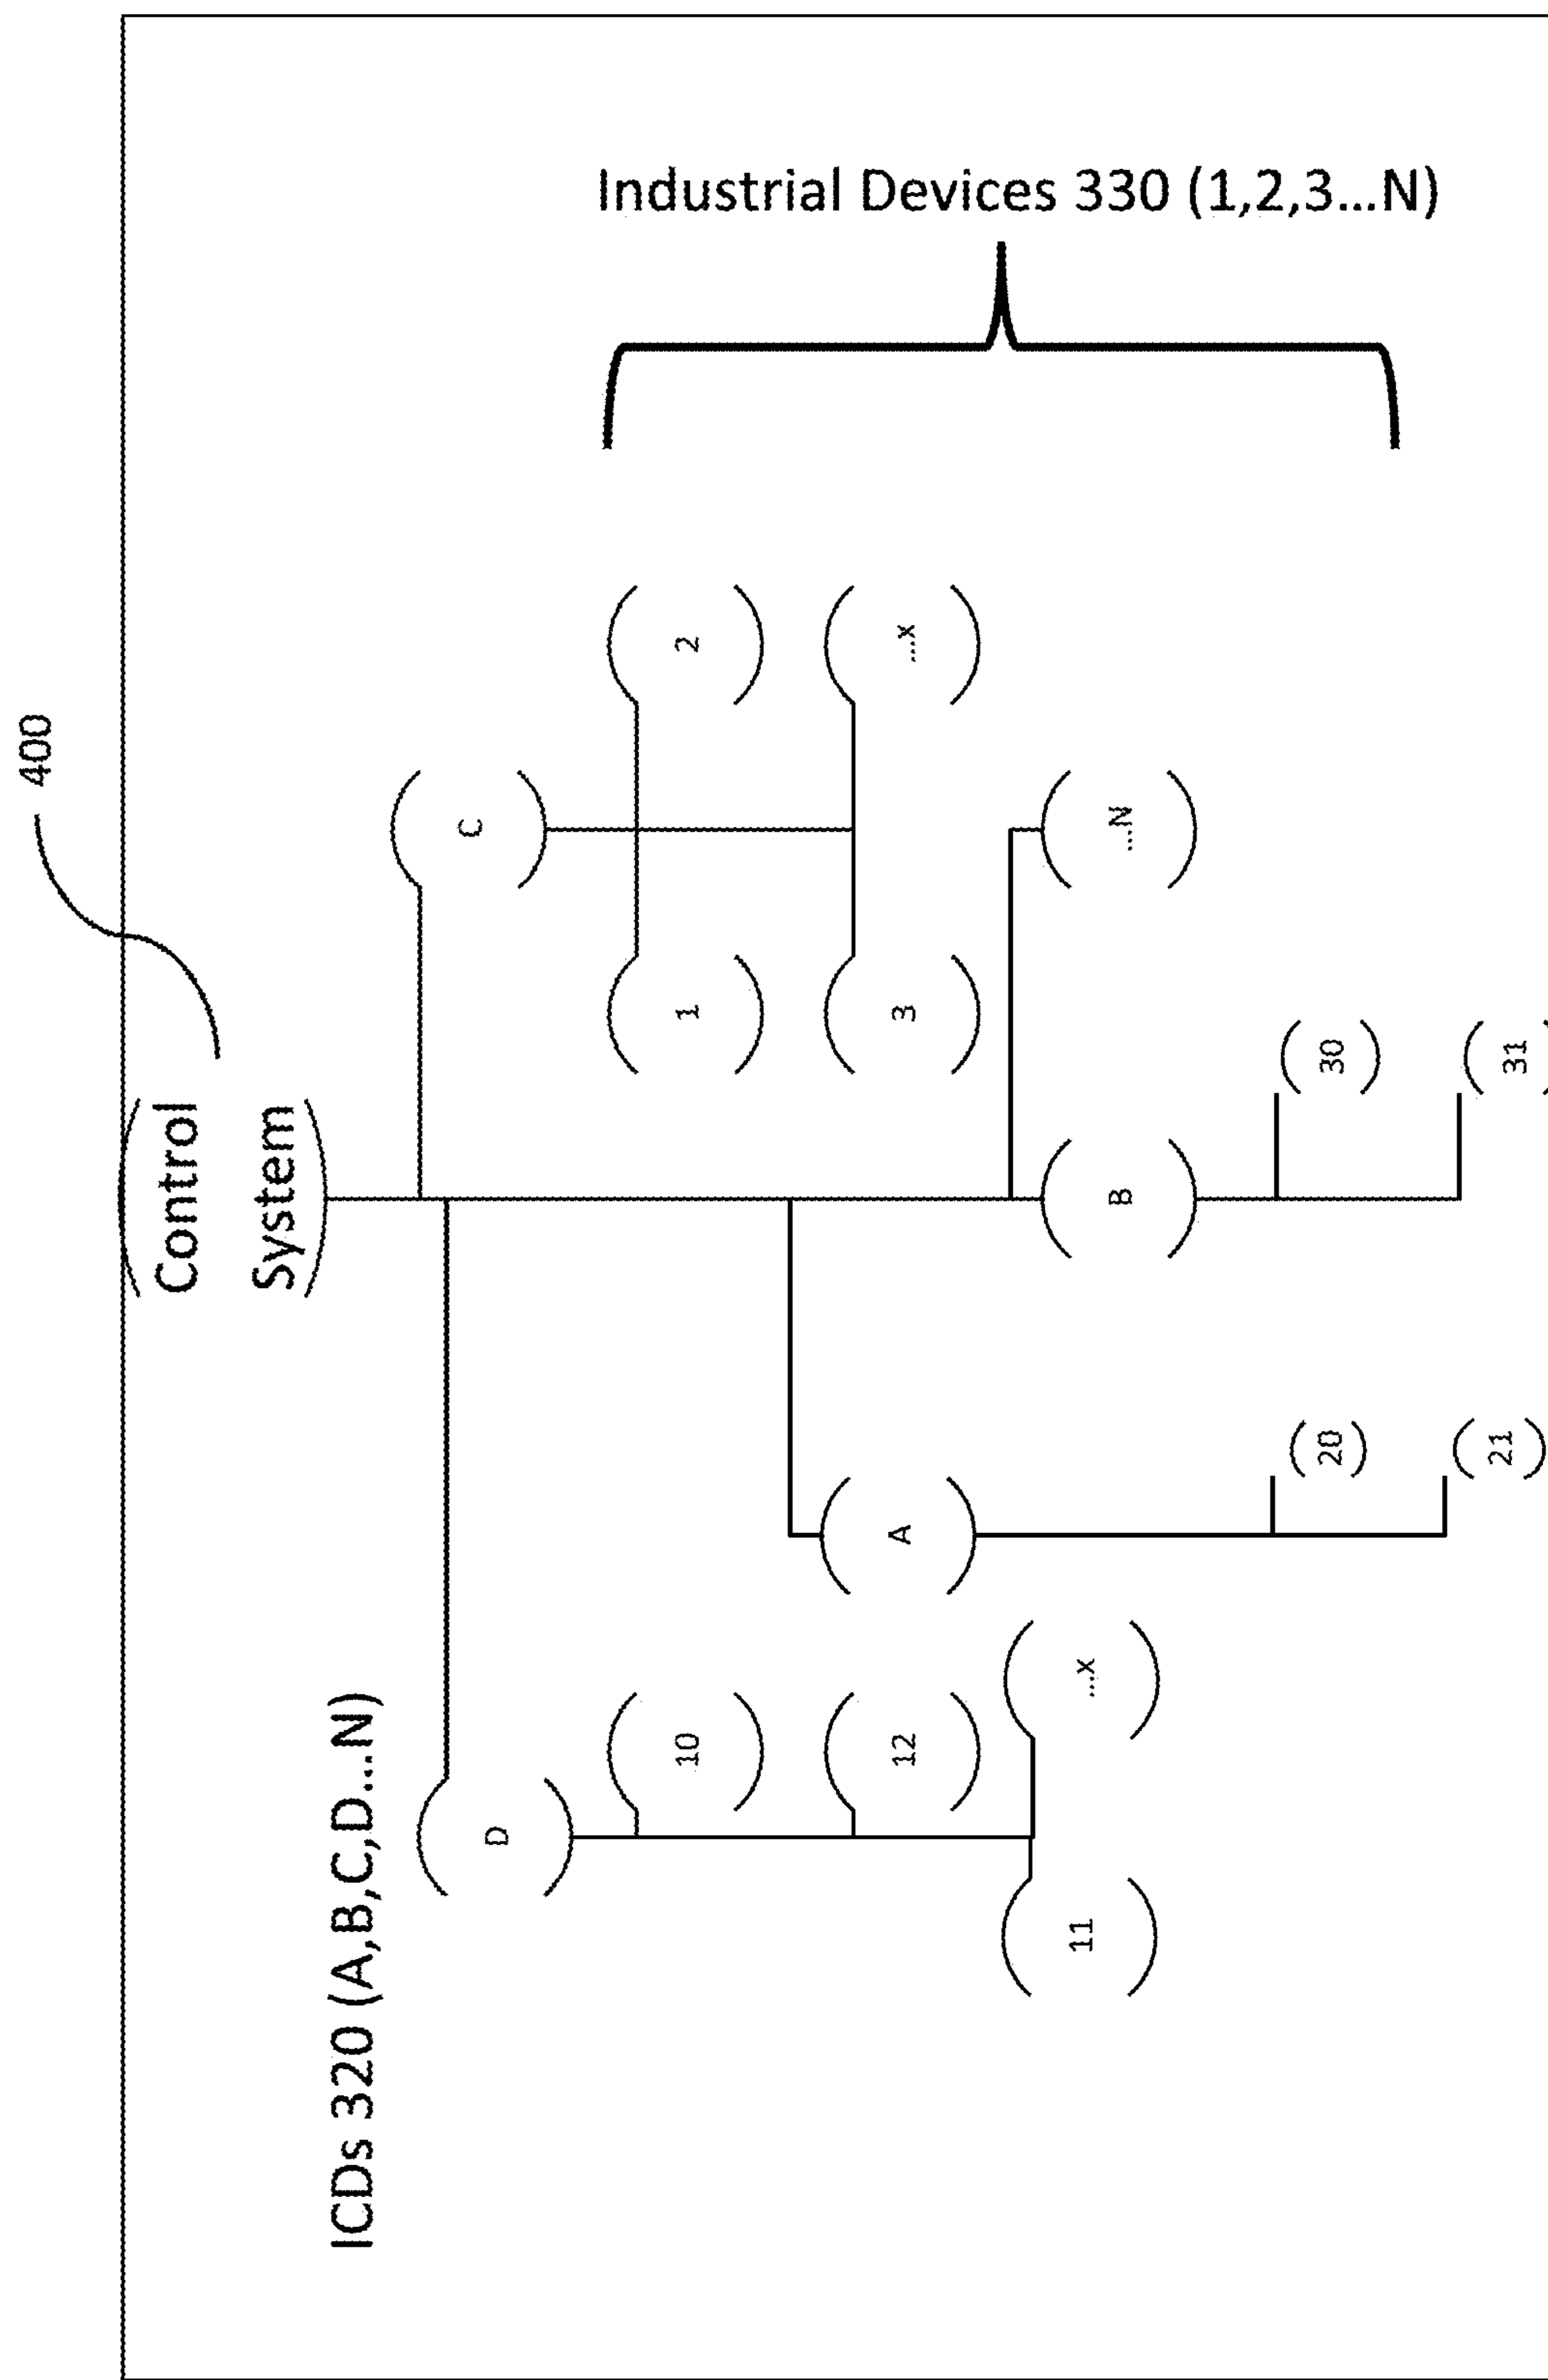 400
Control
System
ICDs 320 (A,B,C,D...N)
Industrial Devices 330 (1,2,3...N)
D
C
10
1
2
12
3
...x
A
11
...x
B
...N
20
30
21
31